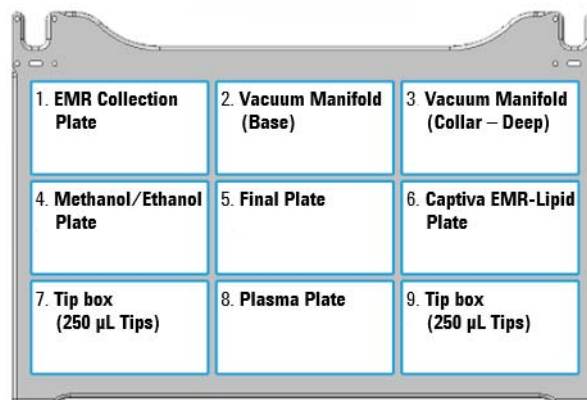 1. EMR Collection
Plate
2. Vacuum Manifold
(Base)
3. Vacuum Manifold
(Collar – Deep)
4. Methanol/Ethanol
Plate
5. Final Plate
6. Captiva EMR-Lipid
Plate
7. Tip box
(250 µL Tips)
8. Plasma Plate
9. Tip box
(250 µL Tips)